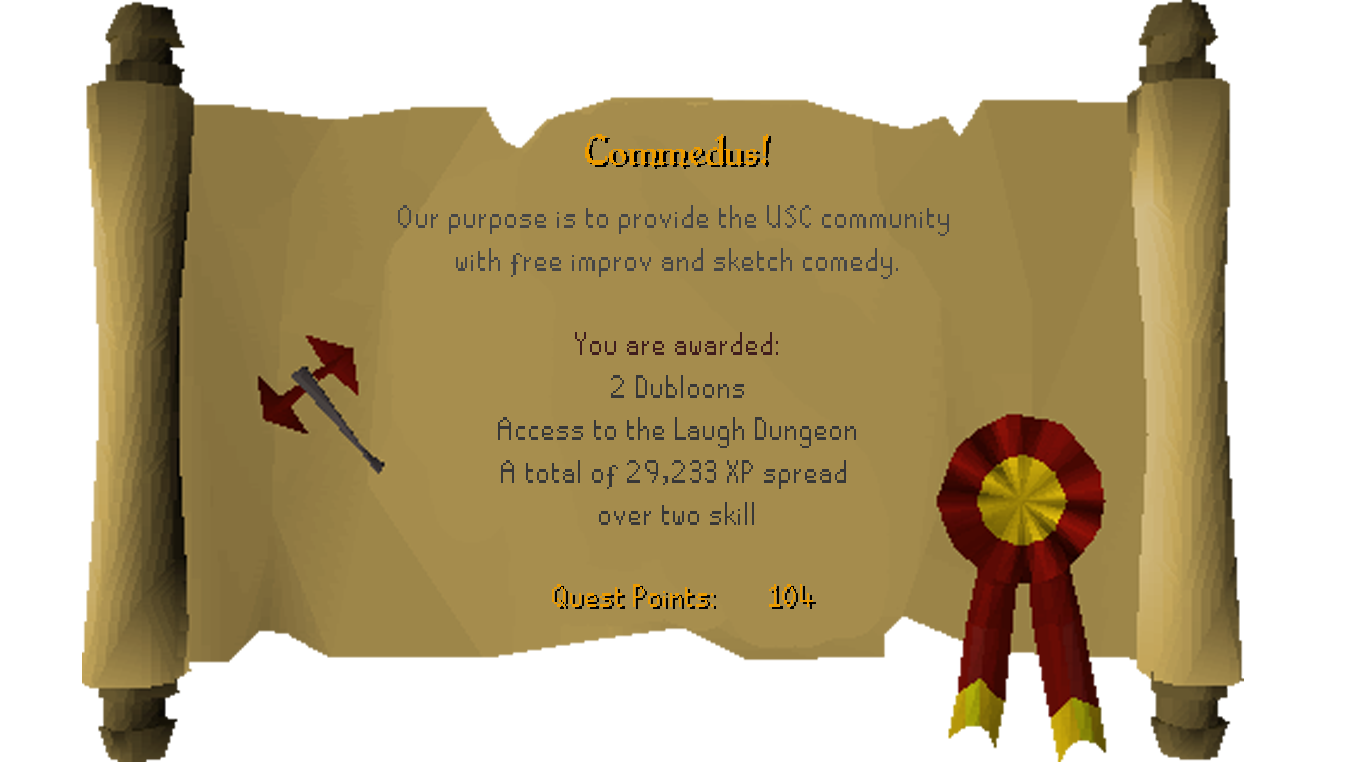 Commedus!
Our purpose is to provide the USC community
with free improv and sketch comedy.
You are awarded:
2 Dubloons
Access to the Laugh Dungeon
A total of 29,233 XP spread
over two skill
Quest Points: 104